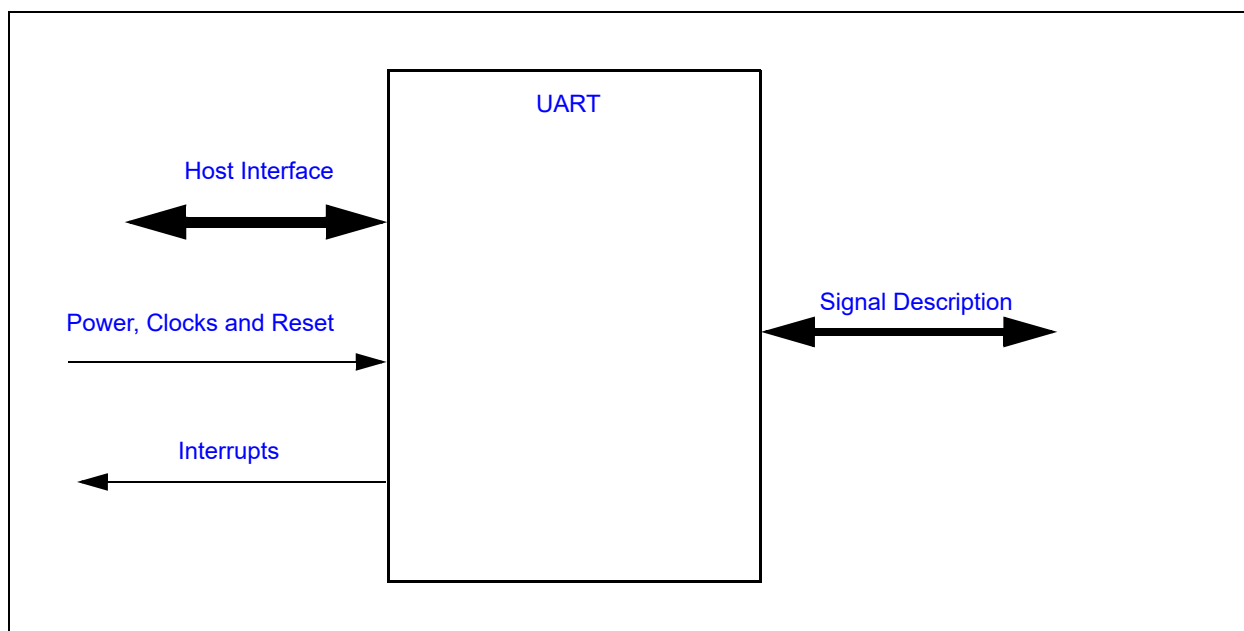 UART
Host Interface
Signal Description
Power, Clocks and Reset
Interrupts